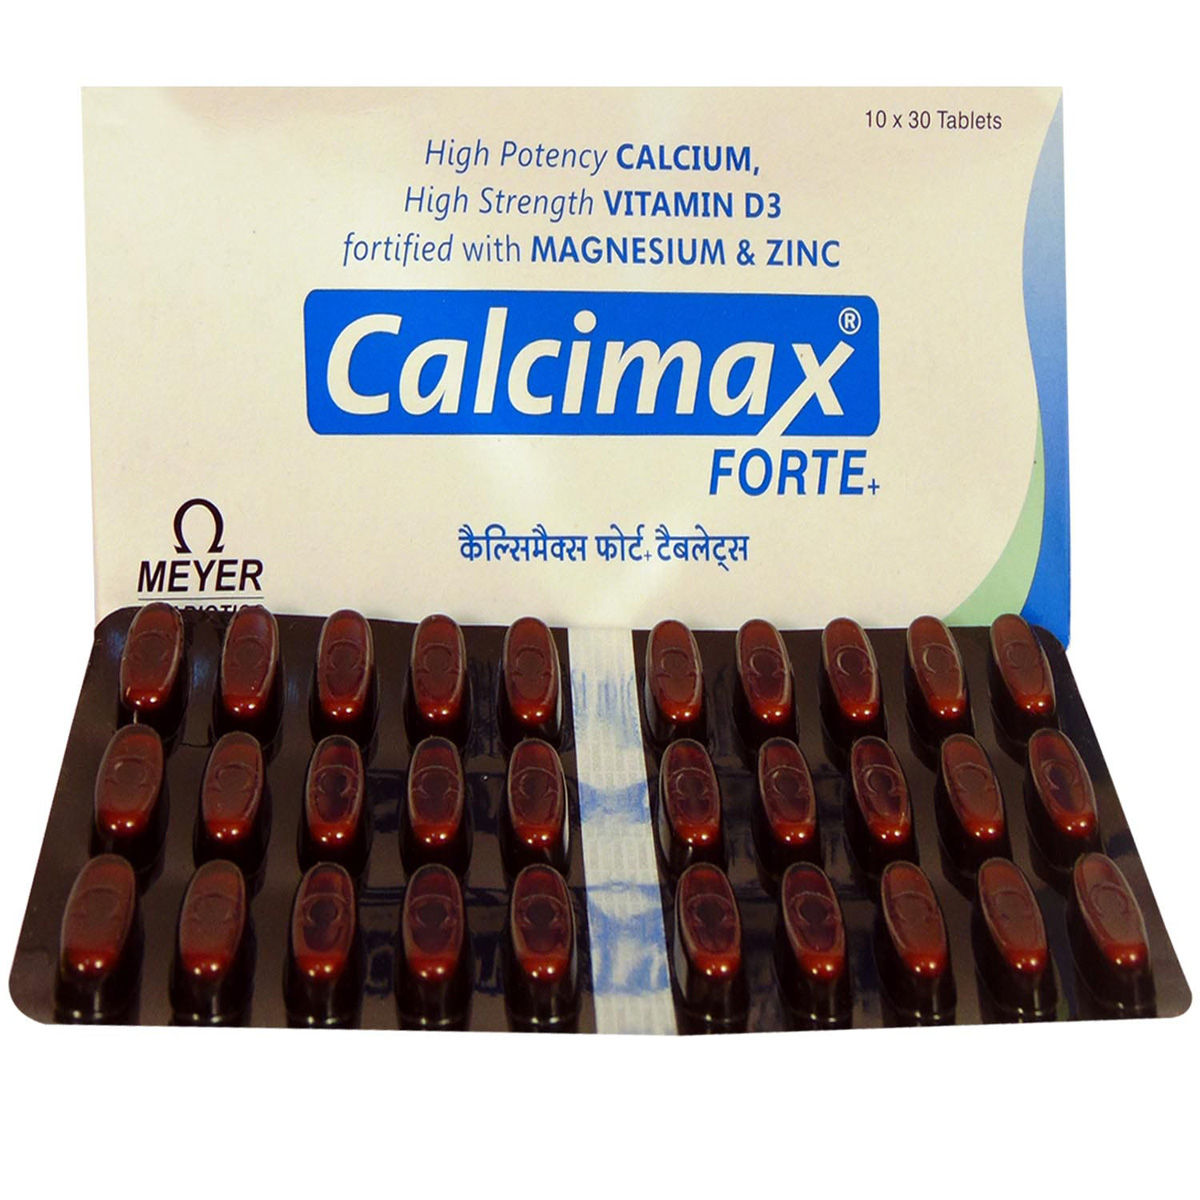 10 x 30 Tablets
High Potency CALCIUM,
High Strength VITAMIN D3
fortified with MAGNESIUM & ZINC
Calcimax®
FORTE+
कैल्सिमैक्स फोर्ट+ टैबलेट्स
MEYER